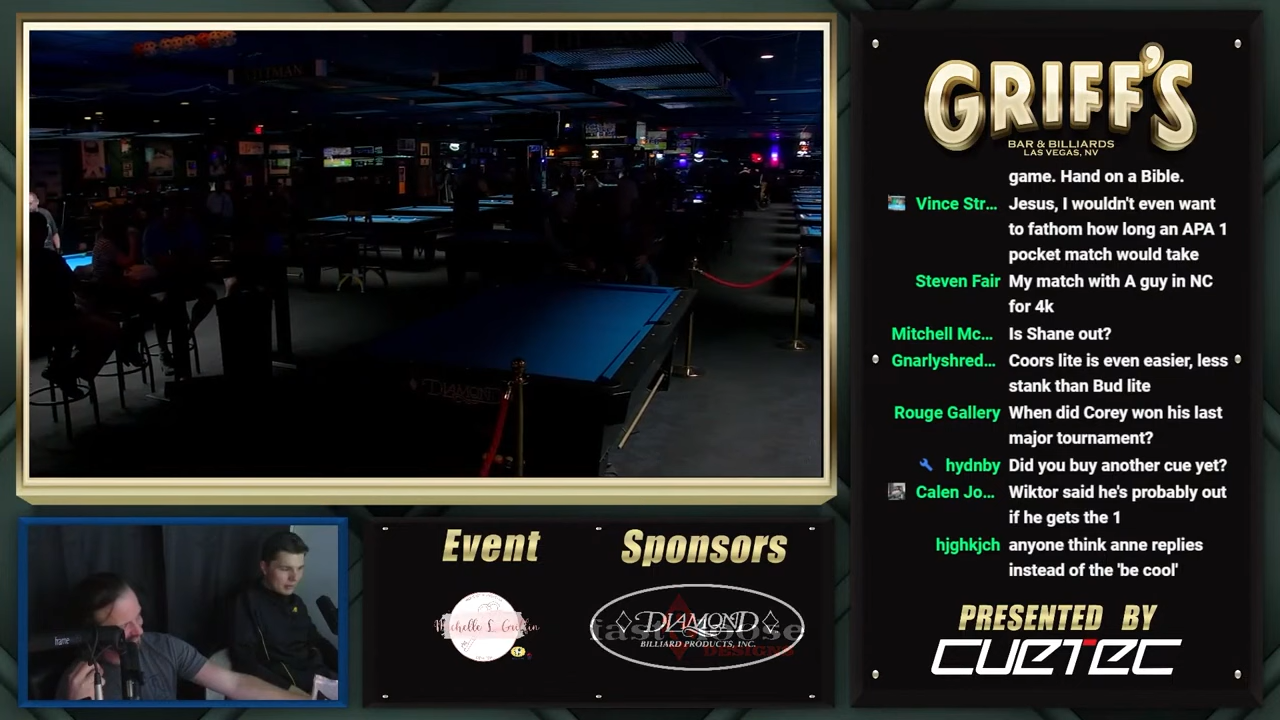 GRIFF'S
BAR & BILLIARDS
LAS VEGAS, NV
game. Hand on a Bible.
Vince Str... Jesus, I wouldn't even want
to fathom how long an APA 1
pocket match would take
Steven Fair My match with A guy in NC
for 4k
Mitchell Mc... Is Shane out?
Gnarlyshred... Coors lite is even easier, less
stank than Bud lite
Rouge Gallery When did Corey won his last
major tournament?
hydnby Did you buy another cue yet?
Calen Jo... Wiktor said he's probably out
if he gets the 1
hjghkjch anyone think anne replies
instead of the 'be cool'
PRESENTED BY
CUETEC
DIAMOND
Event Sponsors
DIAMOND
BILLIARD PRODUCTS, INC.
DESIGNS
frame